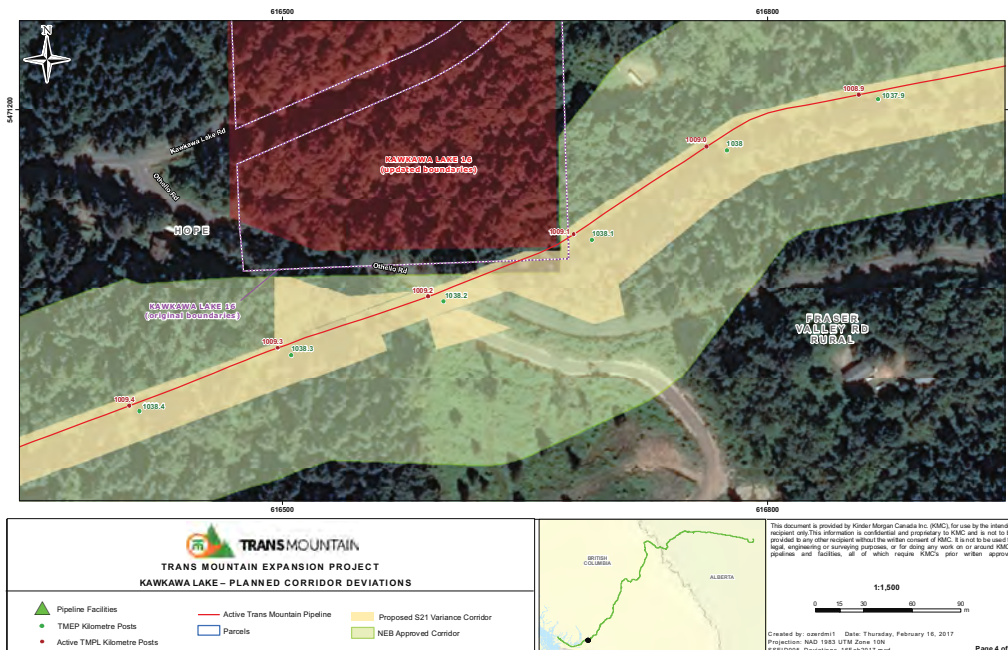 616500
616800
5471200
N
1008.9
1037.9
Kawkawa Lake Rd
1009.0
1038
KAWKAWA LAKE 16
(updated boundaries)
Othello Rd
HOPE
1009.1
1038.1
Othello Rd
1009.2
1038.2
KAWKAWA LAKE 16
(original boundaries)
FRASER
VALLEY RD
RURAL
1009.3
1038.3
1009.4
1038.4
616500
616800
TRANSMOUNTAIN
TRANS MOUNTAIN EXPANSION PROJECT
KAWKAWA LAKE – PLANNED CORRIDOR DEVIATIONS
Pipeline Facilities
TMEP Kilometre Posts
Active TMPL Kilometre Posts
Active Trans Mountain Pipeline
Parcels
Proposed S21 Variance Corridor
NEB Approved Corridor
BRITISH
COLUMBIA
ALBERTA
This document is provided by Kinder Morgan Canada Inc. (KMC), for use by the intend
recipient only. This information is confidential and proprietary to KMC and is not to b
provided to any other recipient without the written consent of KMC. It is not to be used f
legal, engineering or surveying purposes, or for doing any work on or around KMC
pipelines and facilities, all of which require KMC's prior written approv
1:1,500
0 15 30 60 90
m
Created by: ozerdmi1 Date: Thursday, February 16, 2017
Projection: NAD 1983 UTM Zone 10N
Page 4 of